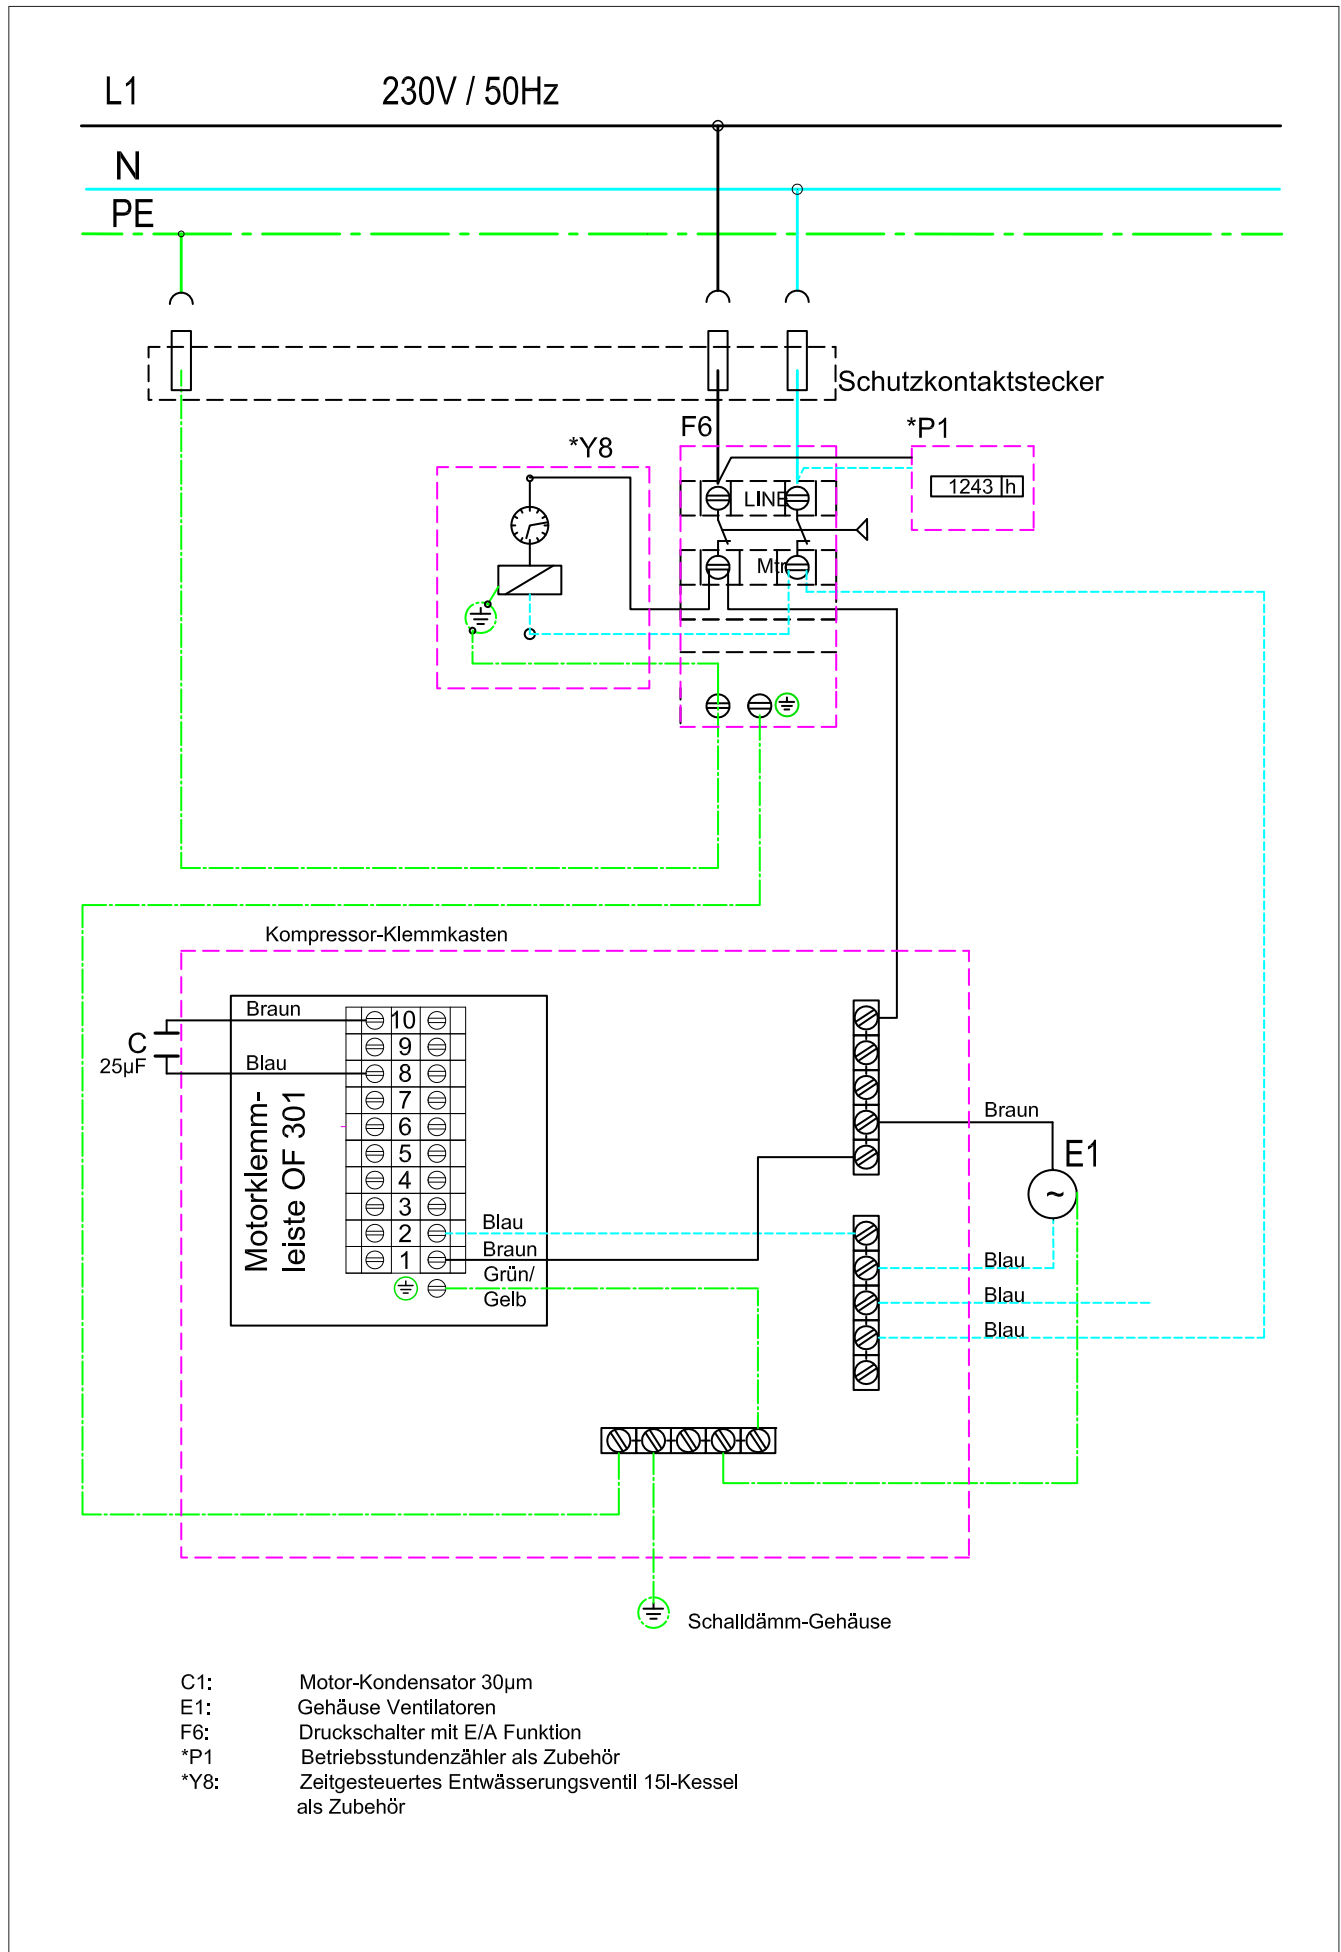 L1 230V / 50Hz
N
PE
Schutzkontaktstecker
F6
*P1
*Y8
1243 h
LINE
Mtr
Kompressor-Klemmkasten
Braun
C
25µF
Blau
Motorklemm-
leiste OF 301
10
9
8
7
6
5
4
3
2
1
Blau
Braun
Grün/
Gelb
Braun
E1
~
Blau
Blau
Blau
Schalldämm-Gehäuse
C1: Motor-Kondensator 30µm
E1: Gehäuse Ventilatoren
F6: Druckschalter mit E/A Funktion
*P1 Betriebsstundenzähler als Zubehör
*Y8: Zeitgesteuertes Entwässerungsventil 15l-Kessel
als Zubehör